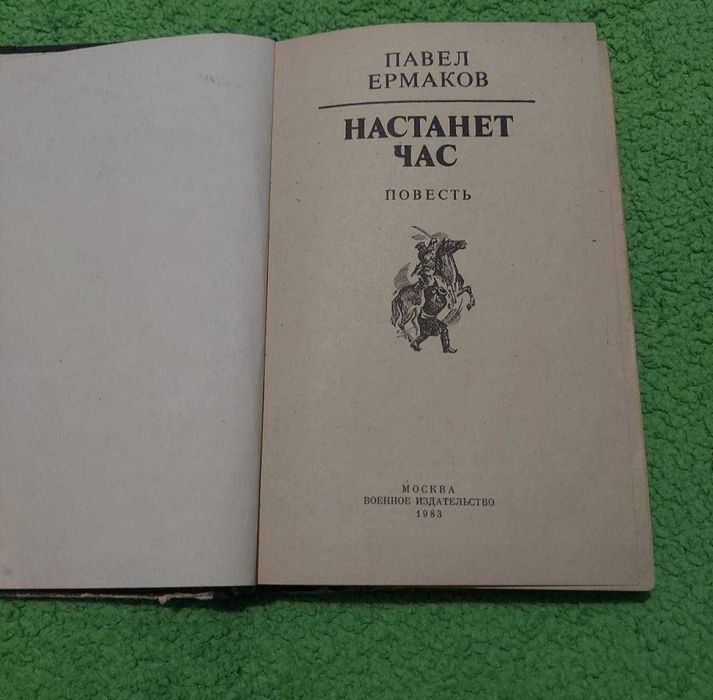 ПАВЕЛ
ЕРМАКОВ
НАСТАНЕТ
ЧАС
ПОВЕСТЬ
МОСКВА
ВОЕННОЕ ИЗДАТЕЛЬСТВО
1983